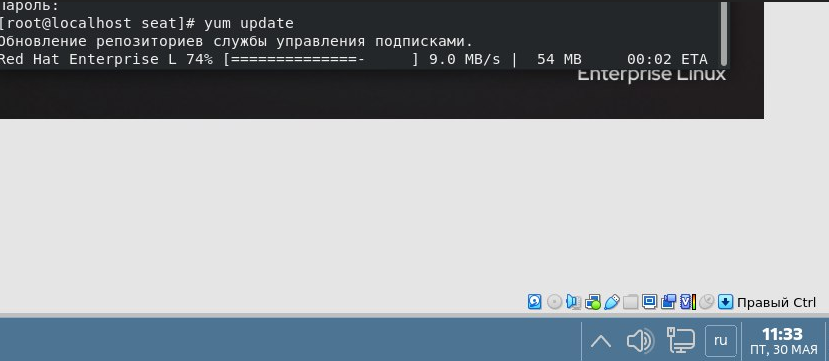 Пароль:
[root@localhost seat]# yum update
Обновление репозиториев службы управления подписками.
Red Hat Enterprise L 74% [==============-     ] 9.0 MB/s |  54 MB     00:02 ETA
Enterprise Linux
Правый Ctrl
ru
11:33
ПТ, 30 МАЯ